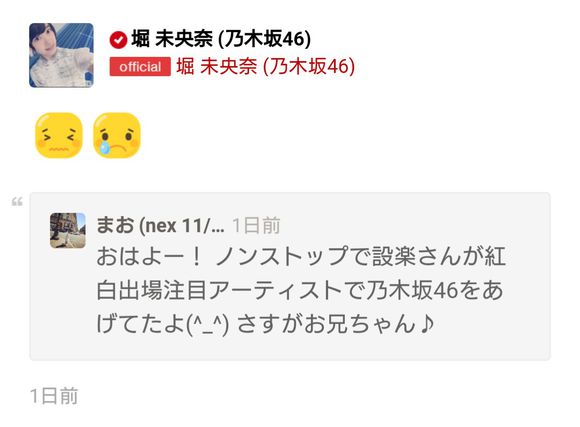 堀 未央奈 (乃木坂46)
official 堀 未央奈 (乃木坂46)
まお (nex 11/... 1日前
おはよー！ ノンストップで設楽さんが紅
白出場注目アーティストで乃木坂46をあ
げてたよ(^_^) さすがお兄ちゃん♪
1日前